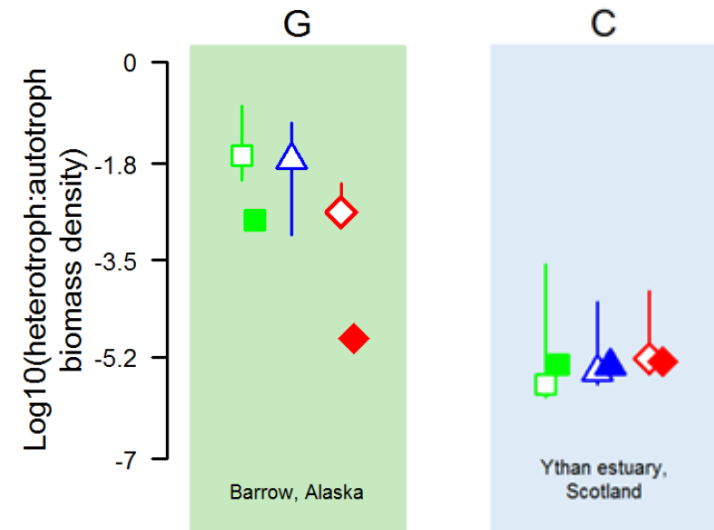 G
C
Log10(heterotroph:autotroph
biomass density)
0
-1.8
-3.5
-5.2
-7
Barrow, Alaska
Ythan estuary,
Scotland